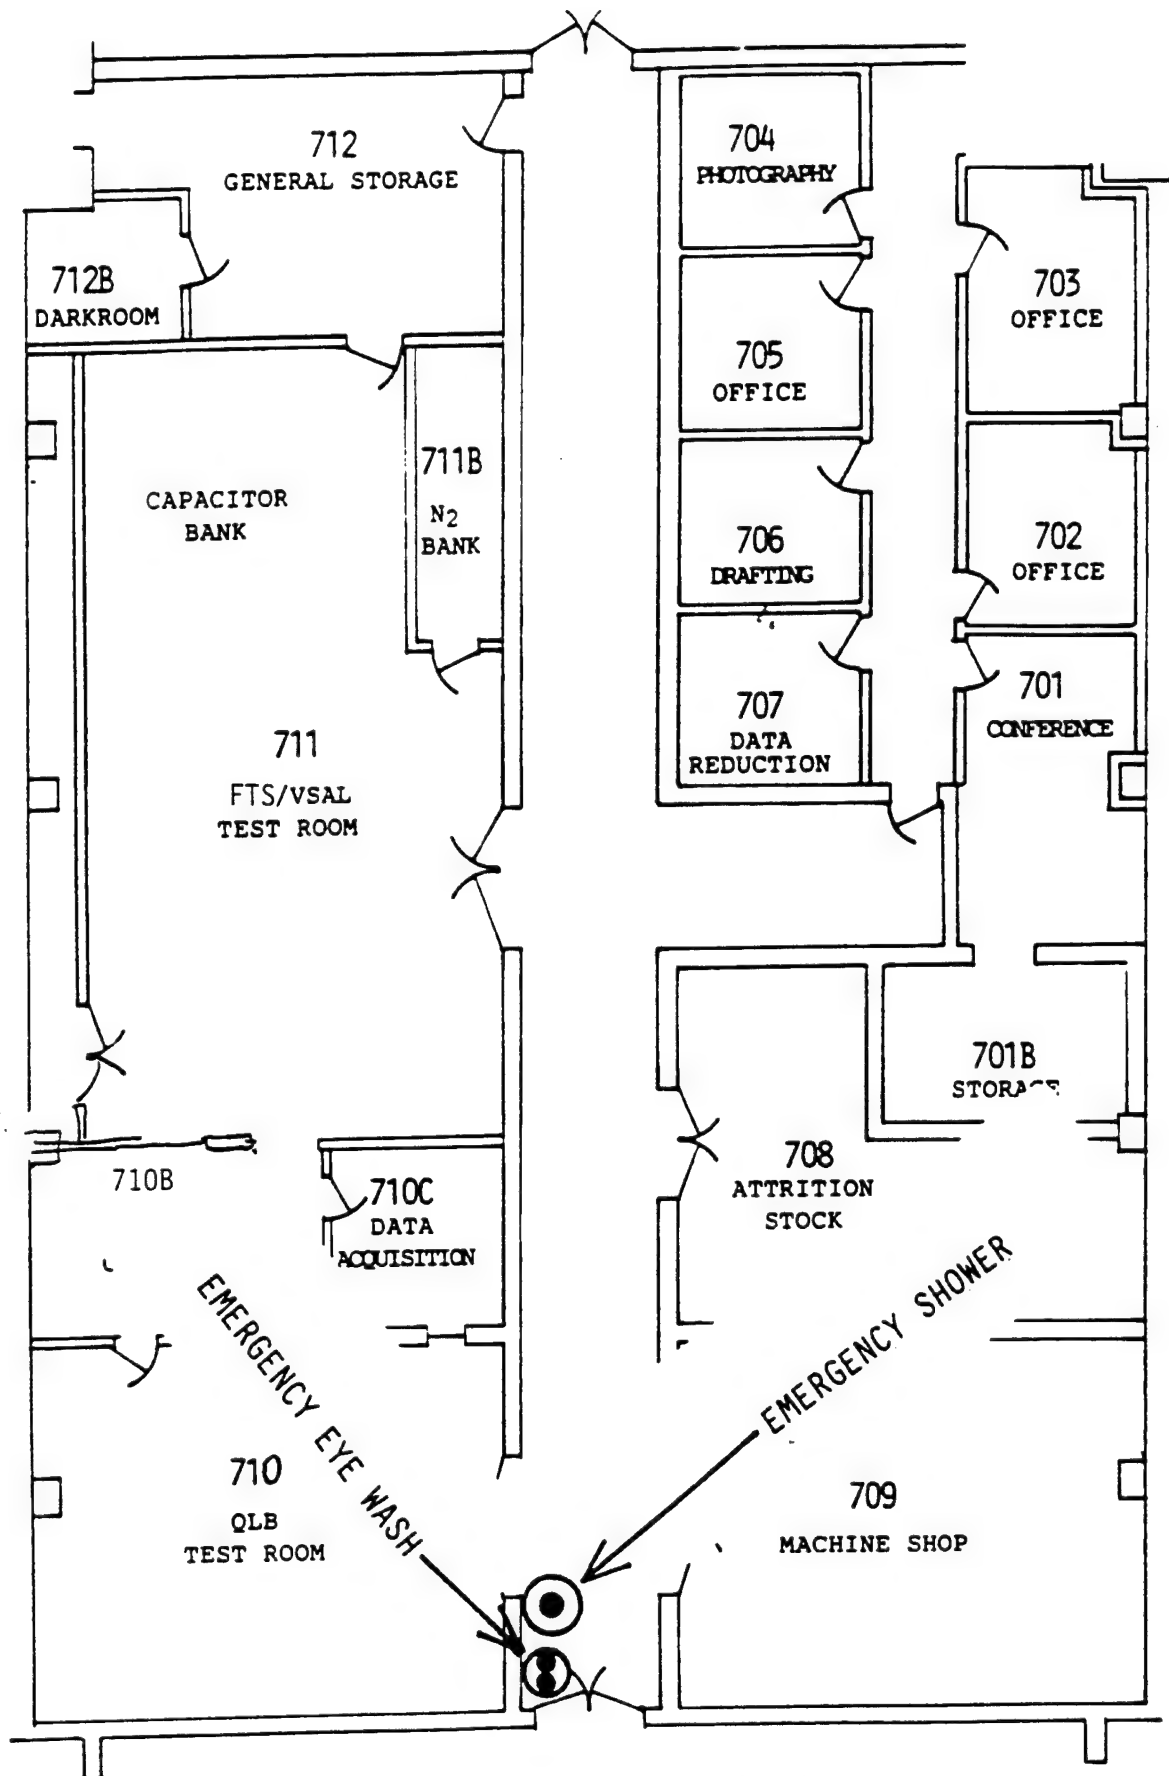 712
GENERAL STORAGE
704
PHOTOGRAPHY
712B
DARKROOM
703
OFFICE
705
OFFICE
711B
N2
BANK
CAPACITOR
BANK
706
DRAFTING
702
OFFICE
701
CONFERENCE
707
DATA
REDUCTION
711
FTS/VSAL
TEST ROOM
701B
STORAGE
708
ATTRITION
STOCK
710B
710C
DATA
ACQUISITION
EMERGENCY EYE WASH
EMERGENCY SHOWER
710
QLB
TEST ROOM
709
MACHINE SHOP